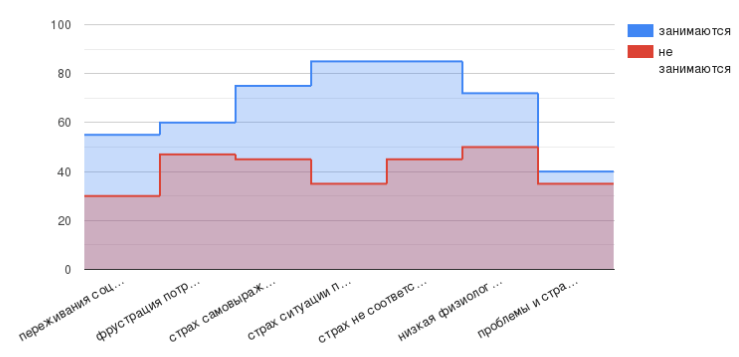 100
80
60
40
20
0
занимаются
не
занимаются
переживания соц...
фрустрация потр...
страх самовыраж...
страх ситуации п...
страх не соответс...
низкая физиолог...
проблемы и стра...